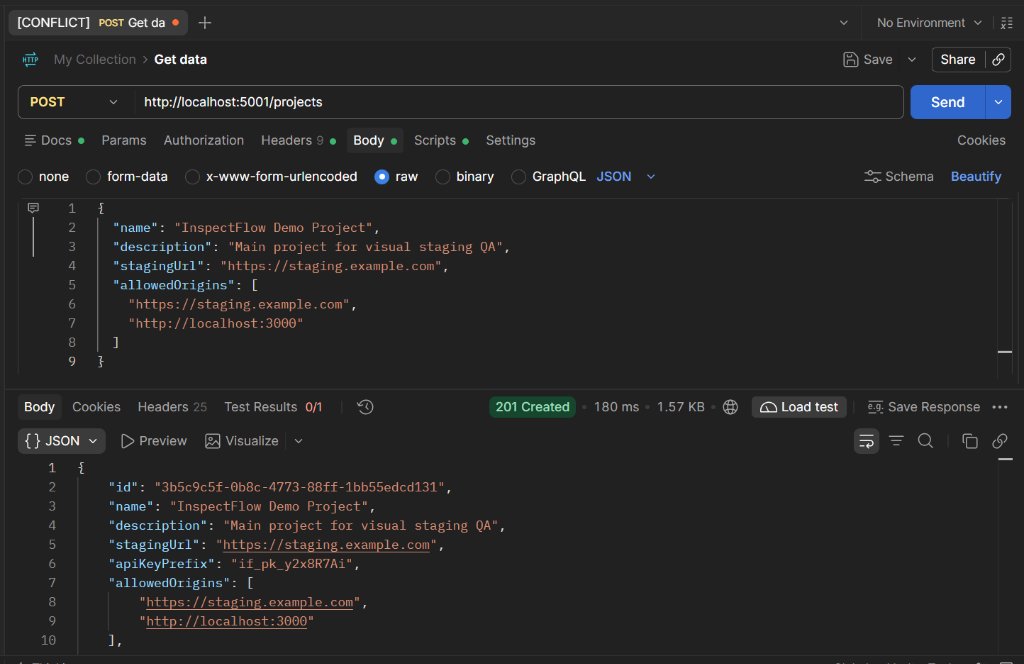 [CONFLICT] POST Get da
No Environment
My Collection > Get data
Save
Share
POST http://localhost:5001/projects
Send
Docs Params Authorization Headers 9 Body Scripts Settings Cookies
none form-data x-www-form-urlencoded raw binary GraphQL JSON Schema Beautify
1 {
2 "name": "InspectFlow Demo Project",
3 "description": "Main project for visual staging QA",
4 "stagingUrl": "https://staging.example.com",
5 "allowedOrigins": [
6 "https://staging.example.com",
7 "http://localhost:3000"
8 ]
9 }
Body Cookies Headers 25 Test Results 0/1 201 Created 180 ms 1.57 KB Load test e.g. Save Response
{} JSON Preview Visualize
1 {
2 "id": "3b5c9c5f-0b8c-4773-88ff-1bb55edcd131",
3 "name": "InspectFlow Demo Project",
4 "description": "Main project for visual staging QA",
5 "stagingUrl": "https://staging.example.com",
6 "apiKeyPrefix": "if_pk_y2x8R7Ai",
7 "allowedOrigins": [
8 "https://staging.example.com",
9 "http://localhost:3000"
10 ],